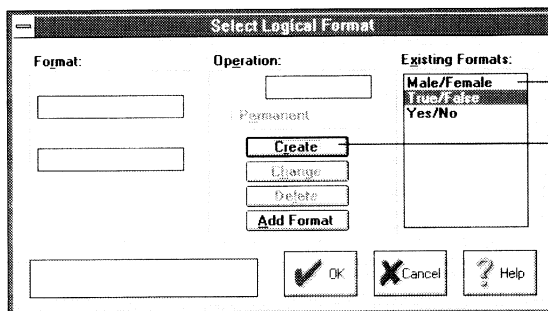 Select Logical Format
Format:
Operation:
Existing Formats:
Male/Female
True/False
Yes/No
Permanent
Create
Change
Delete
Add Format
OK
Cancel
? Help